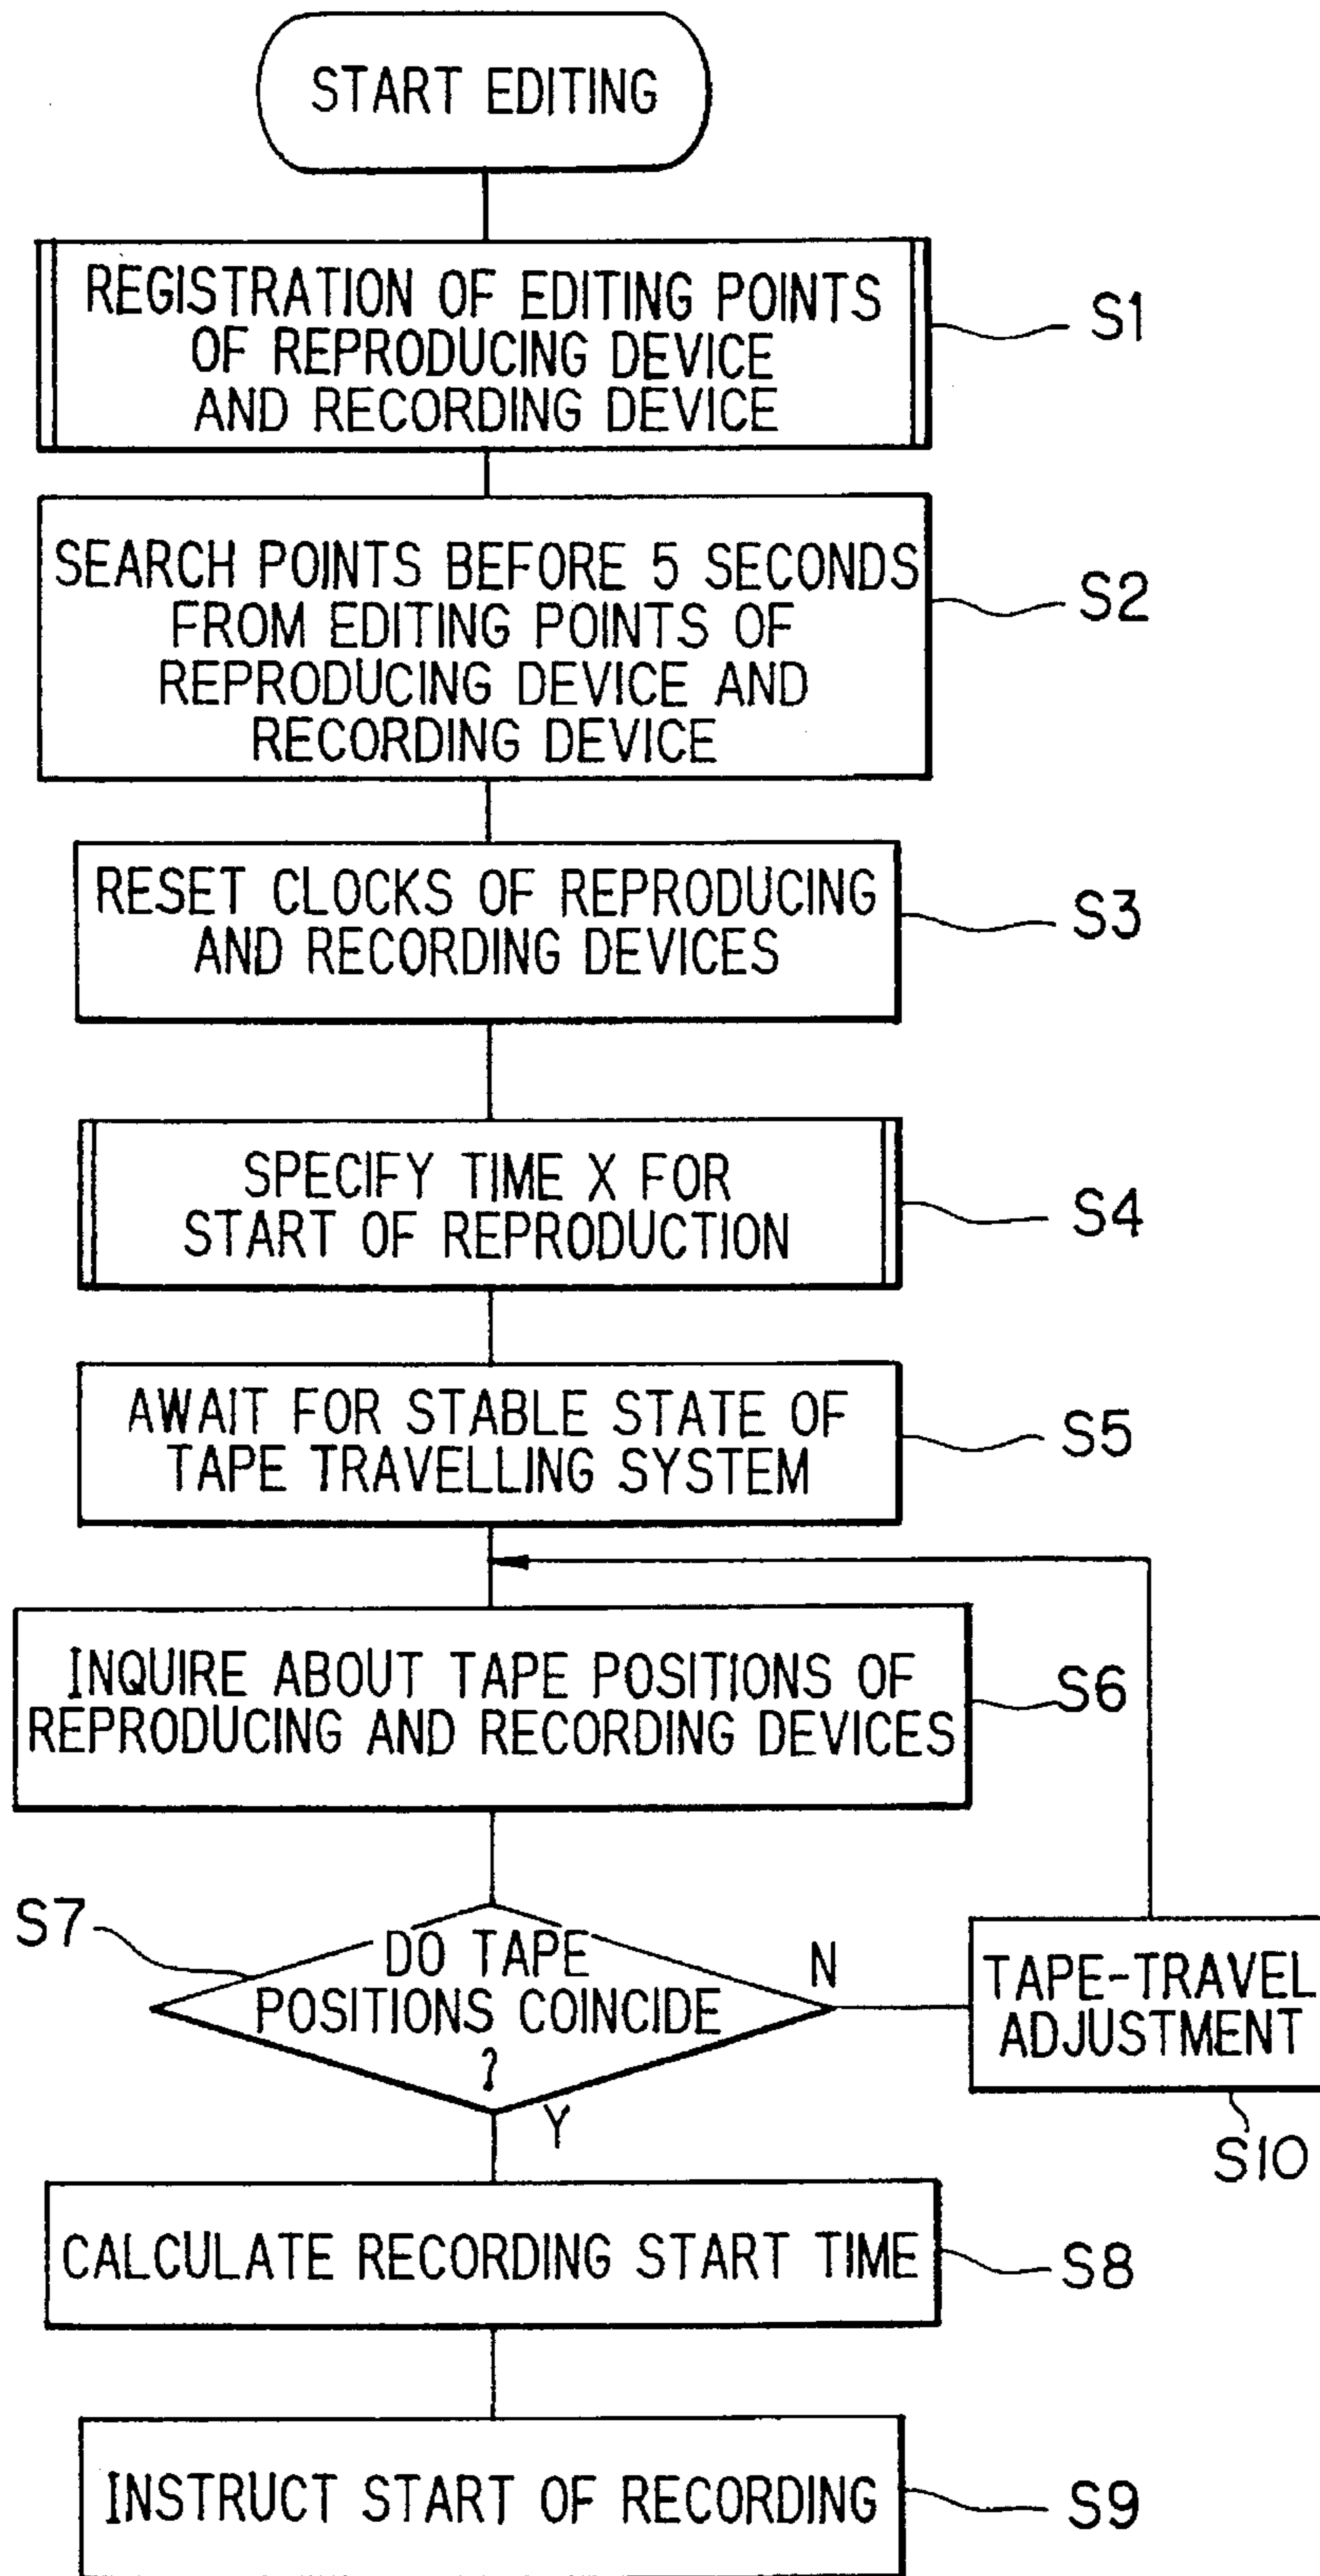 START EDITING
REGISTRATION OF EDITING POINTS
OF REPRODUCING DEVICE
AND RECORDING DEVICE
S1
SEARCH POINTS BEFORE 5 SECONDS
FROM EDITING POINTS OF
REPRODUCING DEVICE AND
RECORDING DEVICE
S2
RESET CLOCKS OF REPRODUCING
AND RECORDING DEVICES
S3
SPECIFY TIME X FOR
START OF REPRODUCTION
S4
AWAIT FOR STABLE STATE OF
TAPE TRAVELLING SYSTEM
S5
INQUIRE ABOUT TAPE POSITIONS OF
REPRODUCING AND RECORDING DEVICES
S6
S7
DO TAPE
POSITIONS COINCIDE
?
N
Y
TAPE-TRAVEL
ADJUSTMENT
S10
CALCULATE RECORDING START TIME
S8
INSTRUCT START OF RECORDING
S9